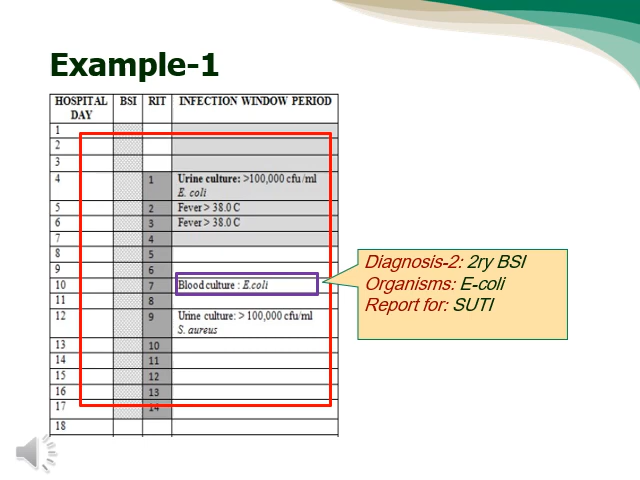 Example-1
HOSPITAL DAY BSI RIT INFECTION WINDOW PERIOD
1
2
3
4 1 Urine culture: >100,000 cfu/ml
E. coli
5 2 Fever > 38.0 C
6 3 Fever > 38.0 C
7 4
8 5
9 6
10 7 Blood culture : E.coli
11 8
12 9 Urine culture: > 100,000 cfu/ml
S. aureus
13 10
14 11
15 12
16 13
17 14
18
Diagnosis-2: 2ry BSI
Organisms: E-coli
Report for: SUTI